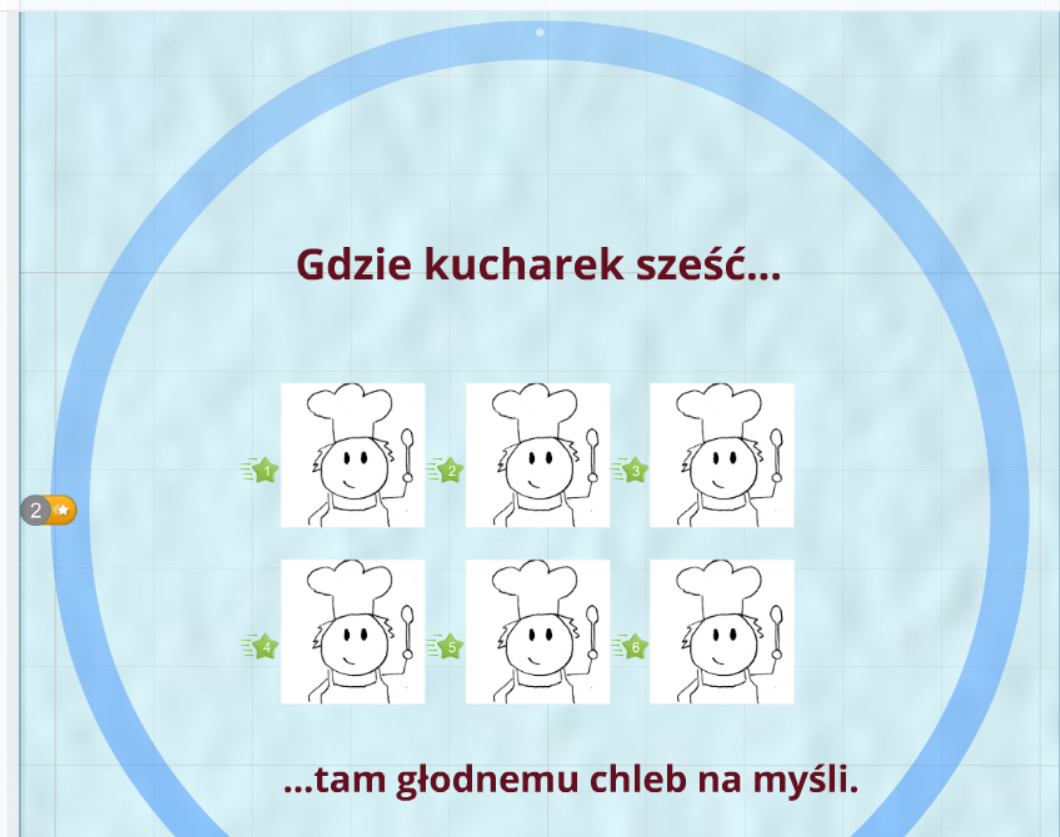 Gdzie kucharek sześć...
1 2 3
2
4 5 6
...tam głodnemu chleb na myśli.